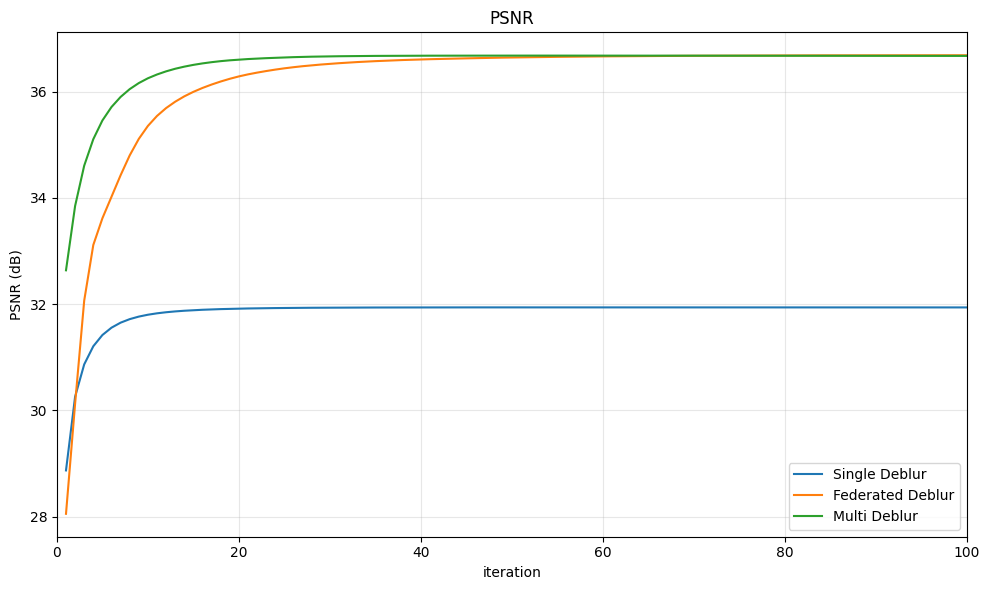 PSNR
PSNR (dB)
36
34
32
30
28
0 20 40 60 80 100
iteration
Single Deblur
Federated Deblur
Multi Deblur